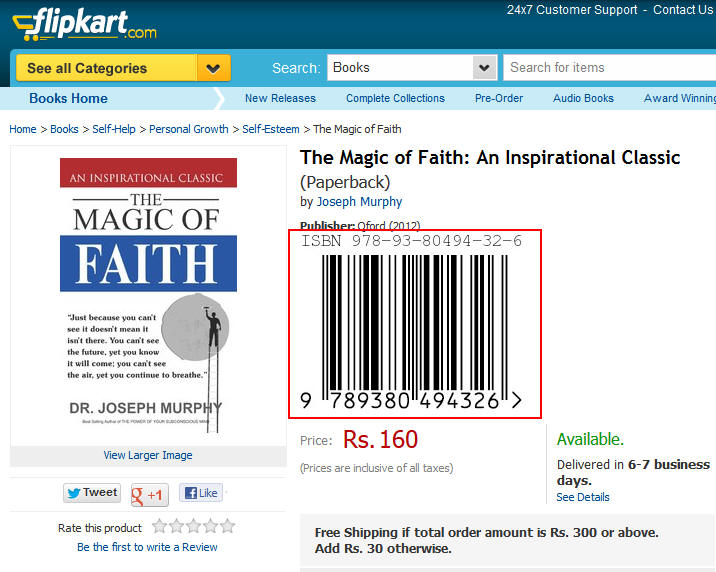 flipkart.com
24x7 Customer Support - Contact Us
See all Categories
Search: Books Search for items
Books Home New Releases Complete Collections Pre-Order Audio Books Award Winning
Home > Books > Self-Help > Personal Growth > Self-Esteem > The Magic of Faith
AN INSPIRATIONAL CLASSIC
THE
MAGIC OF
FAITH
"Just because you can't
see it doesn't mean it
isn't there. You can't see
the future, yet you know
it will come; you can't see
the air, yet you continue to breathe."
DR. JOSEPH MURPHY
Best Selling Author of THE POWER OF YOUR SUBCONSCIOUS MIND
View Larger Image
Tweet g +1 f Like
Rate this product
Be the first to write a Review
The Magic of Faith: An Inspirational Classic
(Paperback)
by Joseph Murphy
Publisher: Qford (2012)
ISBN 978-93-80494-32-6
9 789380 494326 >
Price: Rs. 160
(Prices are inclusive of all taxes)
Available.
Delivered in 6-7 business
days.
See Details
Free Shipping if total order amount is Rs. 300 or above.
Add Rs. 30 otherwise.